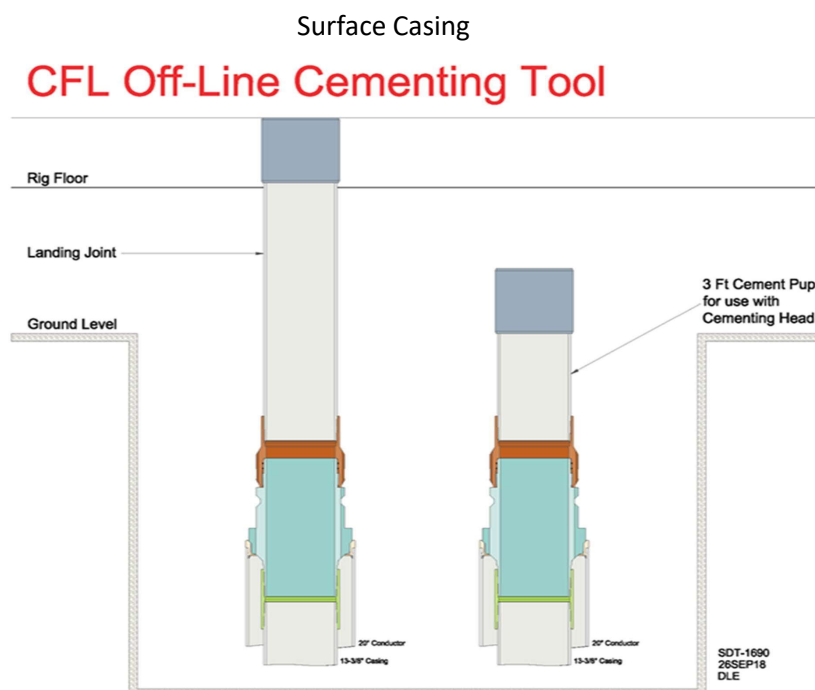 Surface Casing
CFL Off-Line Cementing Tool
Rig Floor
Landing Joint
3 Ft Cement Pup
for use with
Cementing Head
Ground Level
20" Conductor
13-3/8" Casing
20" Conductor
13-3/8" Casing
SDT-1690
26SEP18
DLE